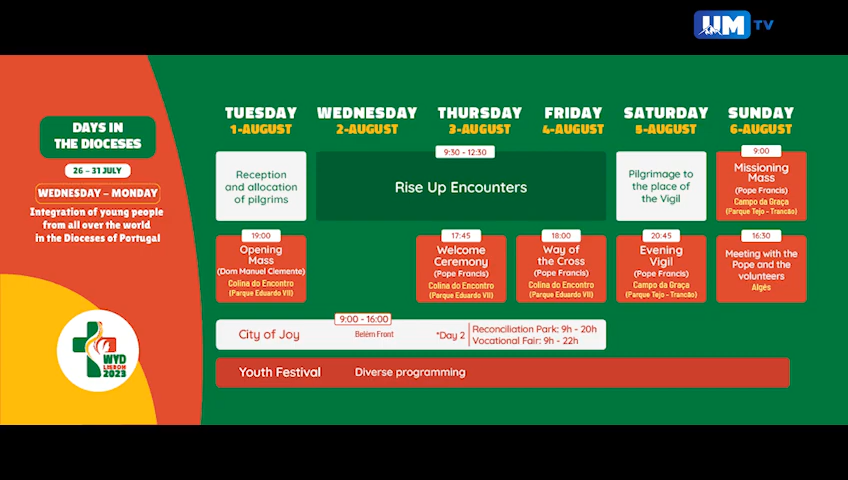 UM TV
DAYS IN
THE DIOCESES
26 – 31 JULY
WEDNESDAY – MONDAY
Integration of young people
from all over the world
in the Dioceses of Portugal
WYD
LISBON
2023
TUESDAY
1-AUGUST
WEDNESDAY
2-AUGUST
THURSDAY
3-AUGUST
FRIDAY
4-AUGUST
SATURDAY
5-AUGUST
SUNDAY
6-AUGUST
Reception
and allocation
of pilgrims
9:30 - 12:30
Rise Up Encounters
Pilgrimage to
the place of
the Vigil
9:00
Missioning
Mass
(Pope Francis)
Campo da Graça
(Parque Tejo - Trancão)
19:00
Opening
Mass
(Dom Manuel Clemente)
Colina do Encontro
(Parque Eduardo VII)
17:45
Welcome
Ceremony
(Pope Francis)
Colina do Encontro
(Parque Eduardo VII)
18:00
Way of
the Cross
(Pope Francis)
Colina do Encontro
(Parque Eduardo VII)
20:45
Evening
Vigil
(Pope Francis)
Campo da Graça
(Parque Tejo - Trancão)
16:30
Meeting with the
Pope and the
volunteers
Algés
9:00 - 16:00
City of Joy
Belém Front
*Day 2
Reconciliation Park: 9h - 20h
Vocational Fair: 9h - 22h
Youth Festival
Diverse programming